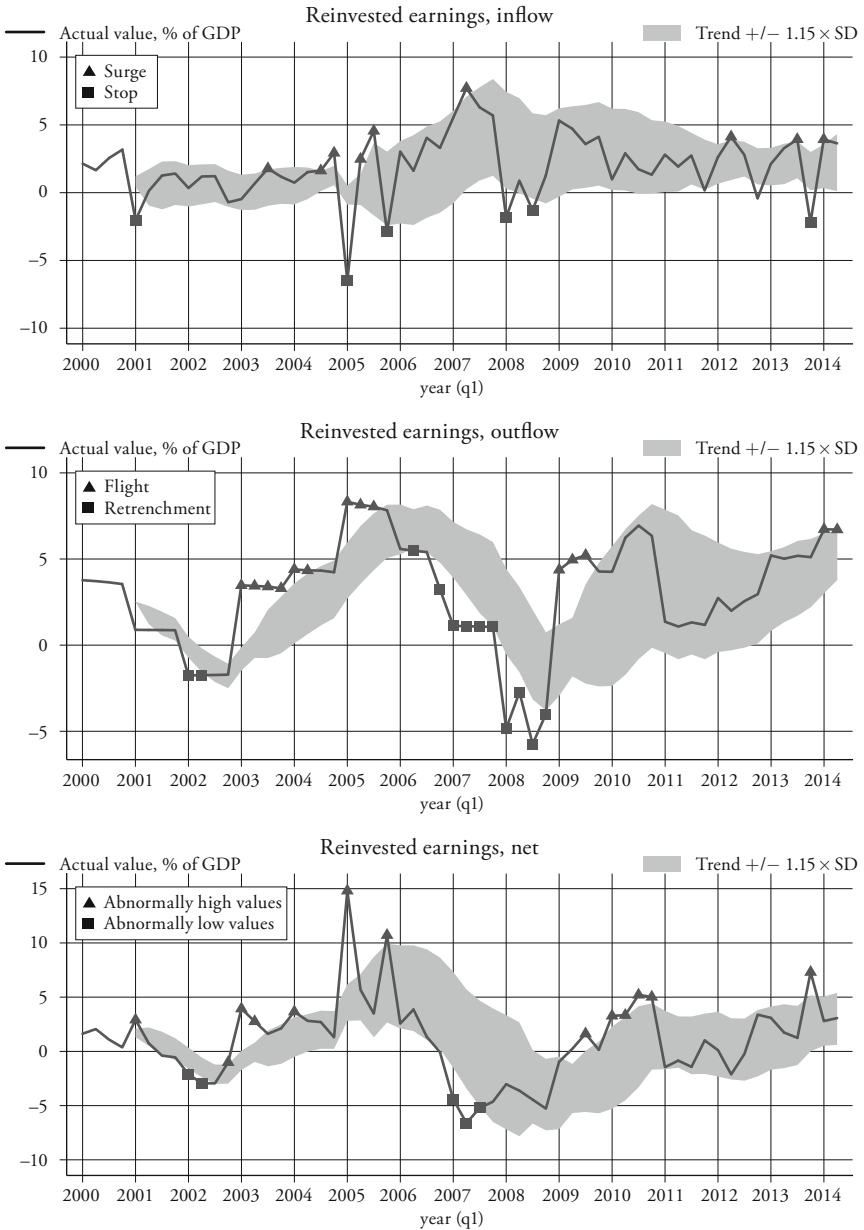 Reinvested earnings, inflow
Actual value, % of GDP
Trend +/− 1.15 × SD
Surge
Stop
10
5
0
−5
−10
2000 2001 2002 2003 2004 2005 2006 2007 2008 2009 2010 2011 2012 2013 2014
year (q1)
Reinvested earnings, outflow
Actual value, % of GDP
Trend +/− 1.15 × SD
Flight
Retrenchment
10
5
0
−5
2000 2001 2002 2003 2004 2005 2006 2007 2008 2009 2010 2011 2012 2013 2014
year (q1)
Reinvested earnings, net
Actual value, % of GDP
Trend +/− 1.15 × SD
Abnormally high values
Abnormally low values
15
10
5
0
−5
−10
2000 2001 2002 2003 2004 2005 2006 2007 2008 2009 2010 2011 2012 2013 2014
year (q1)